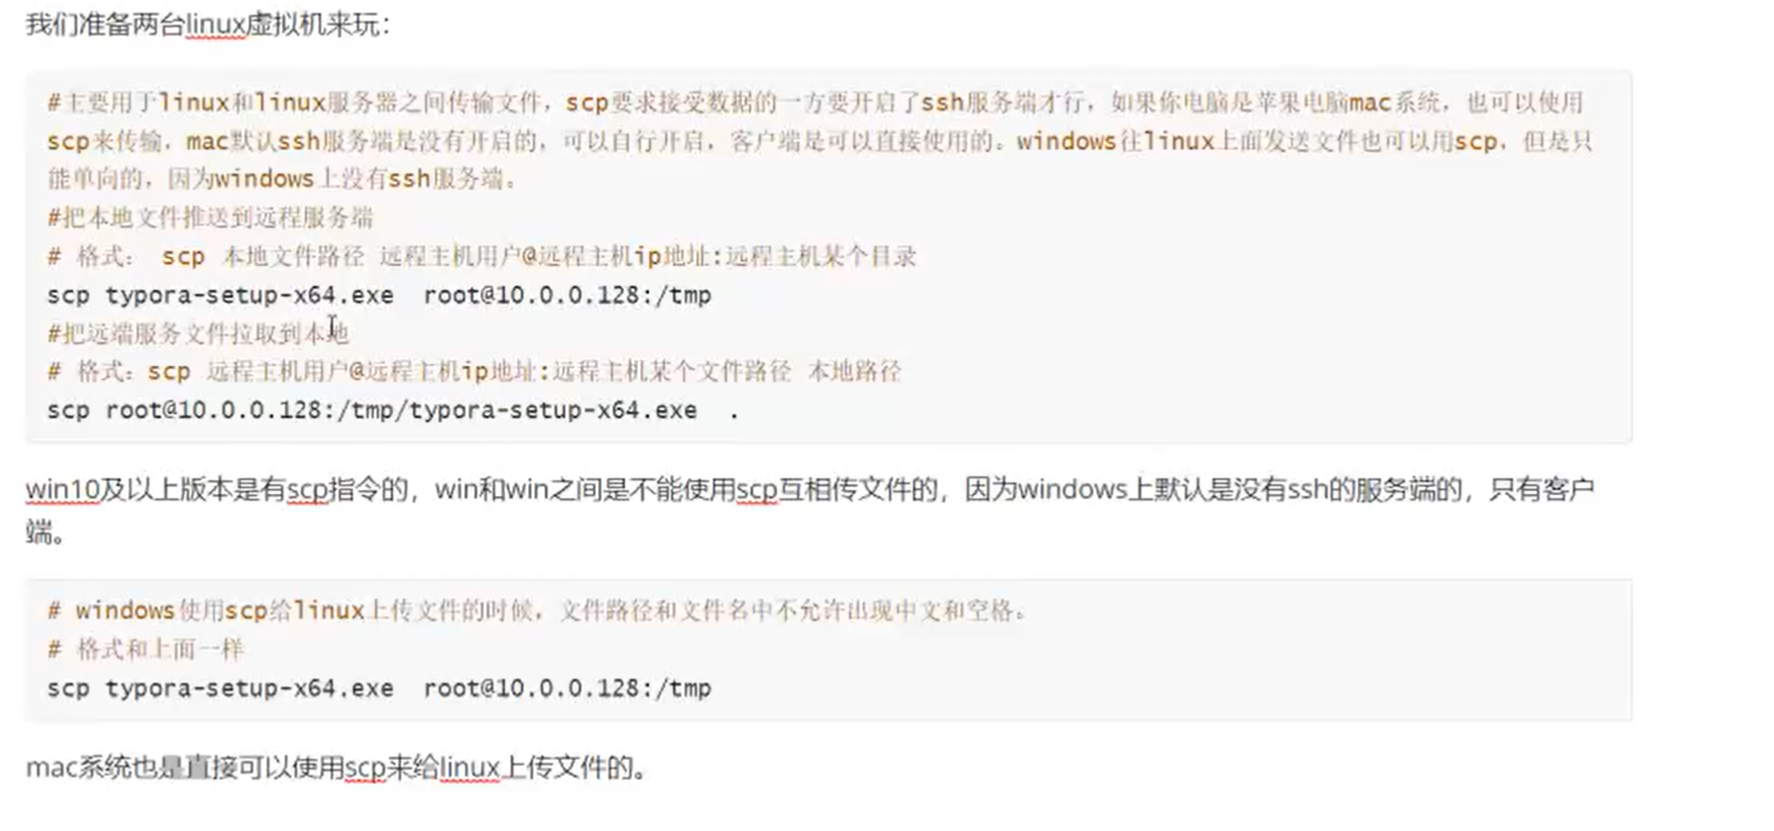 我们准备两台linux虚拟机来玩：
#主要用于linux和linux服务器之间传输文件，scp要求接受数据的一方要开启了ssh服务端才行，如果你电脑是苹果电脑mac系统，也可以使用
scp来传输，mac默认ssh服务端是没有开启的，可以自行开启，客户端是可以直接使用的。windows往linux上面发送文件也可以用scp，但是只
能单向的，因为windows上没有ssh服务端。
#把本地文件推送到远程服务端
# 格式： scp 本地文件路径 远程主机用户@远程主机ip地址:远程主机某个目录
scp typora-setup-x64.exe  root@10.0.0.128:/tmp
#把远端服务文件拉取到本地
# 格式：scp 远程主机用户@远程主机ip地址:远程主机某个文件路径 本地路径
scp root@10.0.0.128:/tmp/typora-setup-x64.exe  .
win10及以上版本是有scp指令的，win和win之间是不能使用scp互相传文件的，因为windows上默认是没有ssh的服务端的，只有客户
端。
# windows使用scp给linux上传文件的时候，文件路径和文件名中不允许出现中文和空格。
# 格式和上面一样
scp typora-setup-x64.exe  root@10.0.0.128:/tmp
mac系统也是直接可以使用scp来给linux上传文件的。